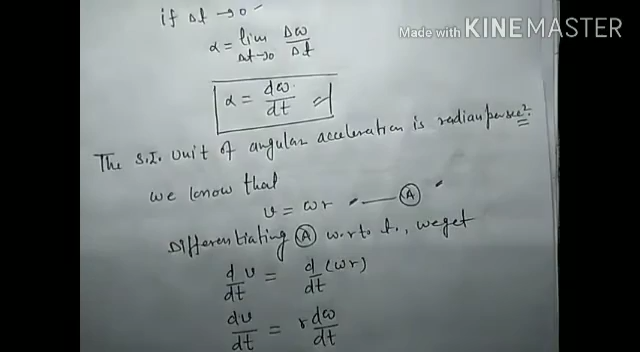 if Δt → 0
Made with KINEMASTER
α = lim Δω/Δt
Δt→0
α = dω/dt
The S.I. Unit of angular acceleration is radian per sec².
we know that
v = ωr —— Ⓐ
Differentiating Ⓐ w.r.to t., we get
d/dt v = d/dt (ωr)
dv/dt = r dω/dt